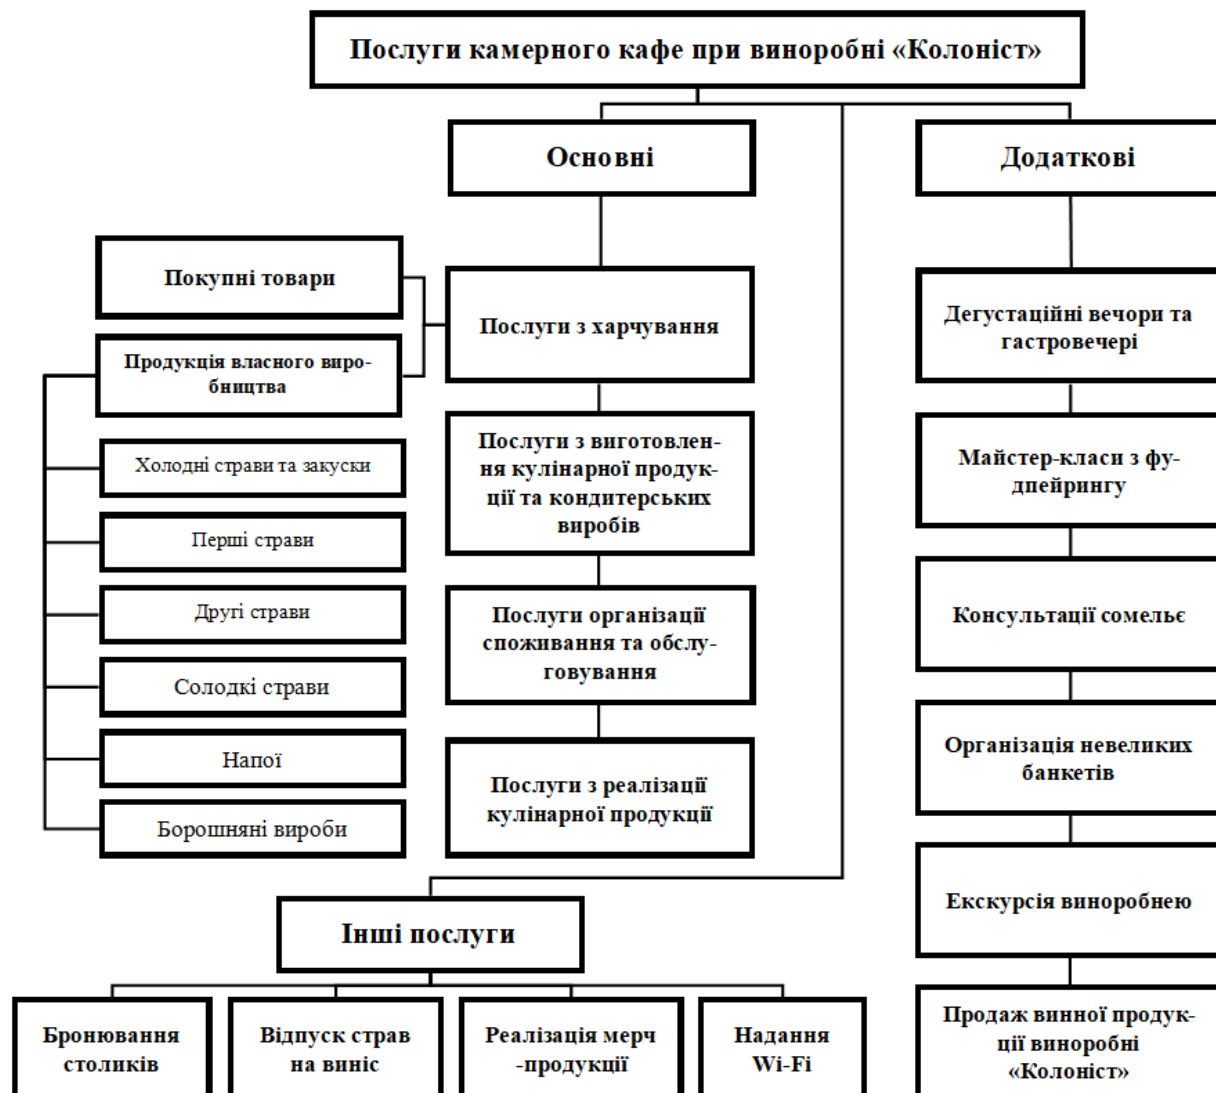 Послуги камерного кафе при виноробні «Колоніст»
Основні
Додаткові
Покупні товари
Продукція власного виро-
бництва
Холодні страви та закуски
Перші страви
Другі страви
Солодкі страви
Напої
Борошняні вироби
Послуги з харчування
Послуги з виготовлен-
ня кулінарної продук-
ції та кондитерських
виробів
Послуги організації
споживання та обслу-
говування
Послуги з реалізації
кулінарної продукції
Дегустаційні вечори та
гастровечері
Майстер-класи з фу-
дпейрингу
Консультації сомельє
Організація невеликих
банкетів
Екскурсія виноробнею
Продаж винної продук-
ції виноробні
«Колоніст»
Інші послуги
Бронювання
столиків
Відпуск страв
на виніс
Реалізація мерч
-продукції
Надання
Wi-Fi